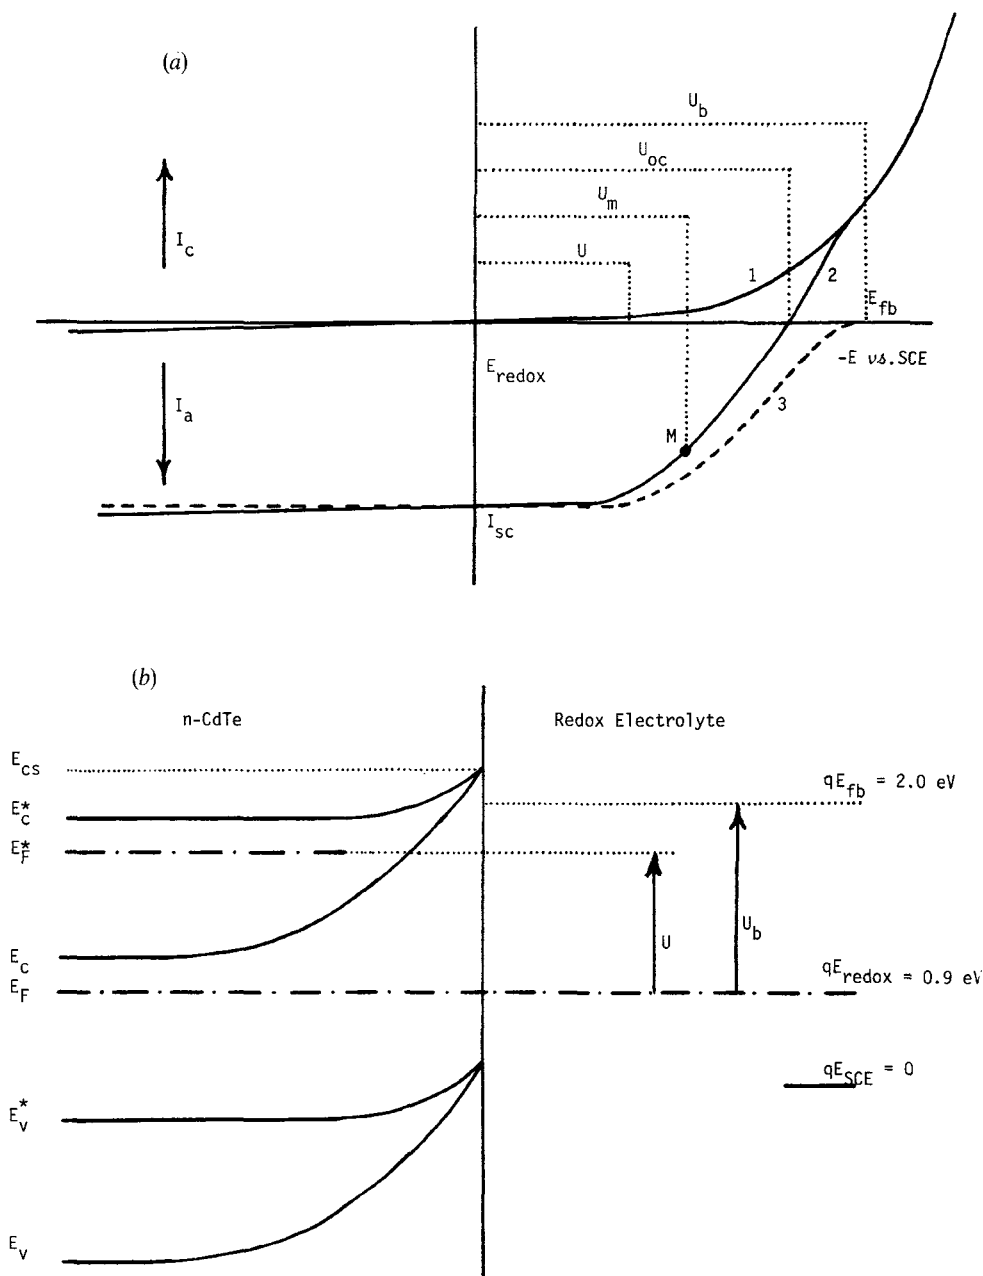 (a)
U_b
U_oc
U_m
I_c
U
1
2
E_fb
-E vs.SCE
E_redox
I_a
3
M
I_sc
(b)
n-CdTe
Redox Electrolyte
E_cs
qE_fb = 2.0 eV
E*_c
E*_F
U
U_b
E_c
qE_redox = 0.9 eV
E_F
qE_SCE = 0
E*_v
E_v